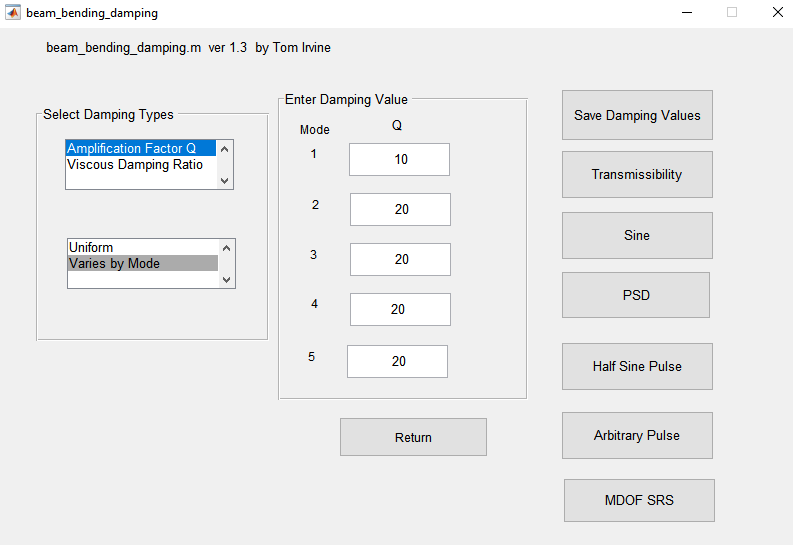 beam_bending_damping
beam_bending_damping.m  ver 1.3  by Tom Irvine
Select Damping Types
Amplification Factor Q
Viscous Damping Ratio
Uniform
Varies by Mode
Enter Damping Value
Mode Q
1 10
2 20
3 20
4 20
5 20
Return
Save Damping Values
Transmissibility
Sine
PSD
Half Sine Pulse
Arbitrary Pulse
MDOF SRS